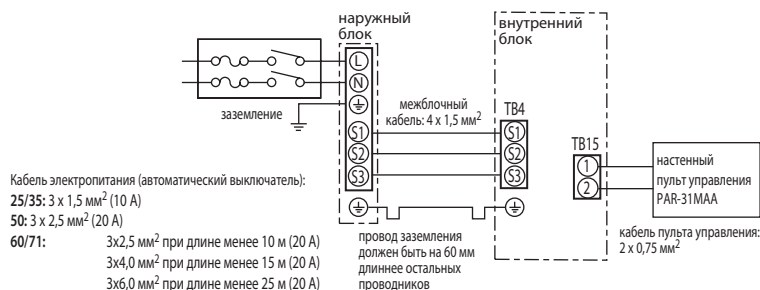 наружный
блок
внутренний
блок
L
N
заземление
межблочный
кабель: 4 x 1,5 мм²
TB4
S1
S2
S3
S1
S2
S3
TB15
1
2
настенный
пульт управления
PAR-31MAA
кабель пульта управления:
2 x 0,75 мм²
провод заземления
должен быть на 60 мм
длиннее остальных
проводников
Кабель электропитания (автоматический выключатель):
25/35: 3 x 1,5 мм² (10 А)
50: 3 x 2,5 мм² (20 А)
60/71: 3x2,5 мм² при длине менее 10 м (20 А)
3x4,0 мм² при длине менее 15 м (20 А)
3x6,0 мм² при длине менее 25 м (20 А)